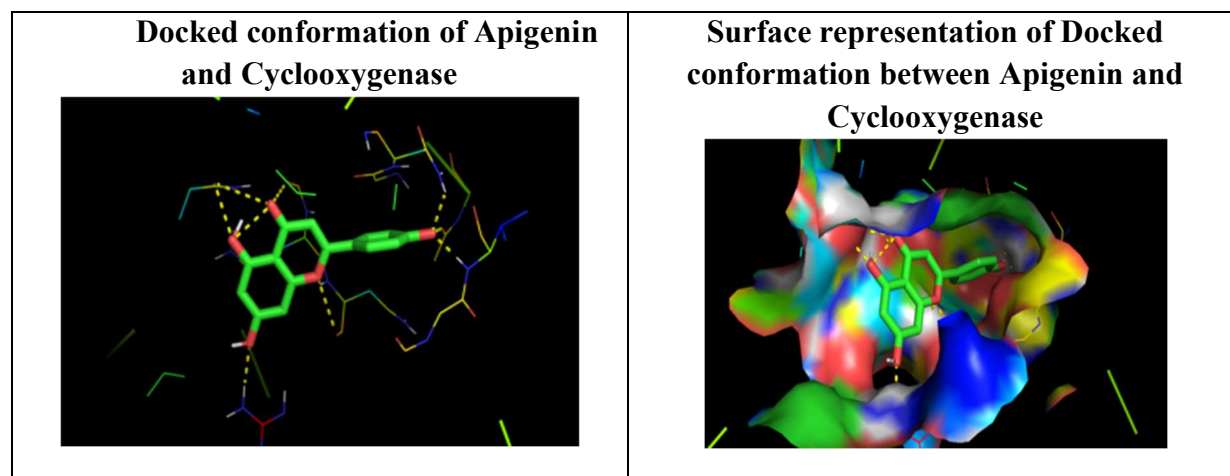 Docked conformation of Apigenin
and Cyclooxygenase
Surface representation of Docked
conformation between Apigenin and
Cyclooxygenase